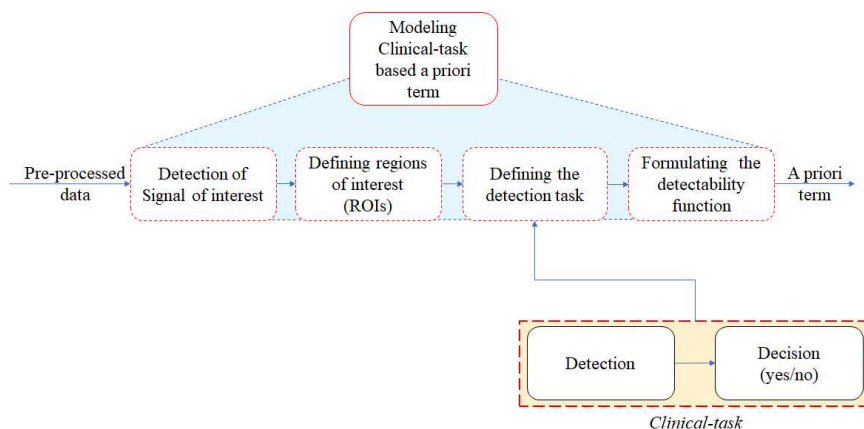 Modeling
Clinical-task
based a priori
term
Pre-processed
data
Detection of
Signal of interest
Defining regions
of interest
(ROIs)
Defining the
detection task
Formulating the
detectability
function
A priori
term
Detection
Decision
(yes/no)
Clinical-task